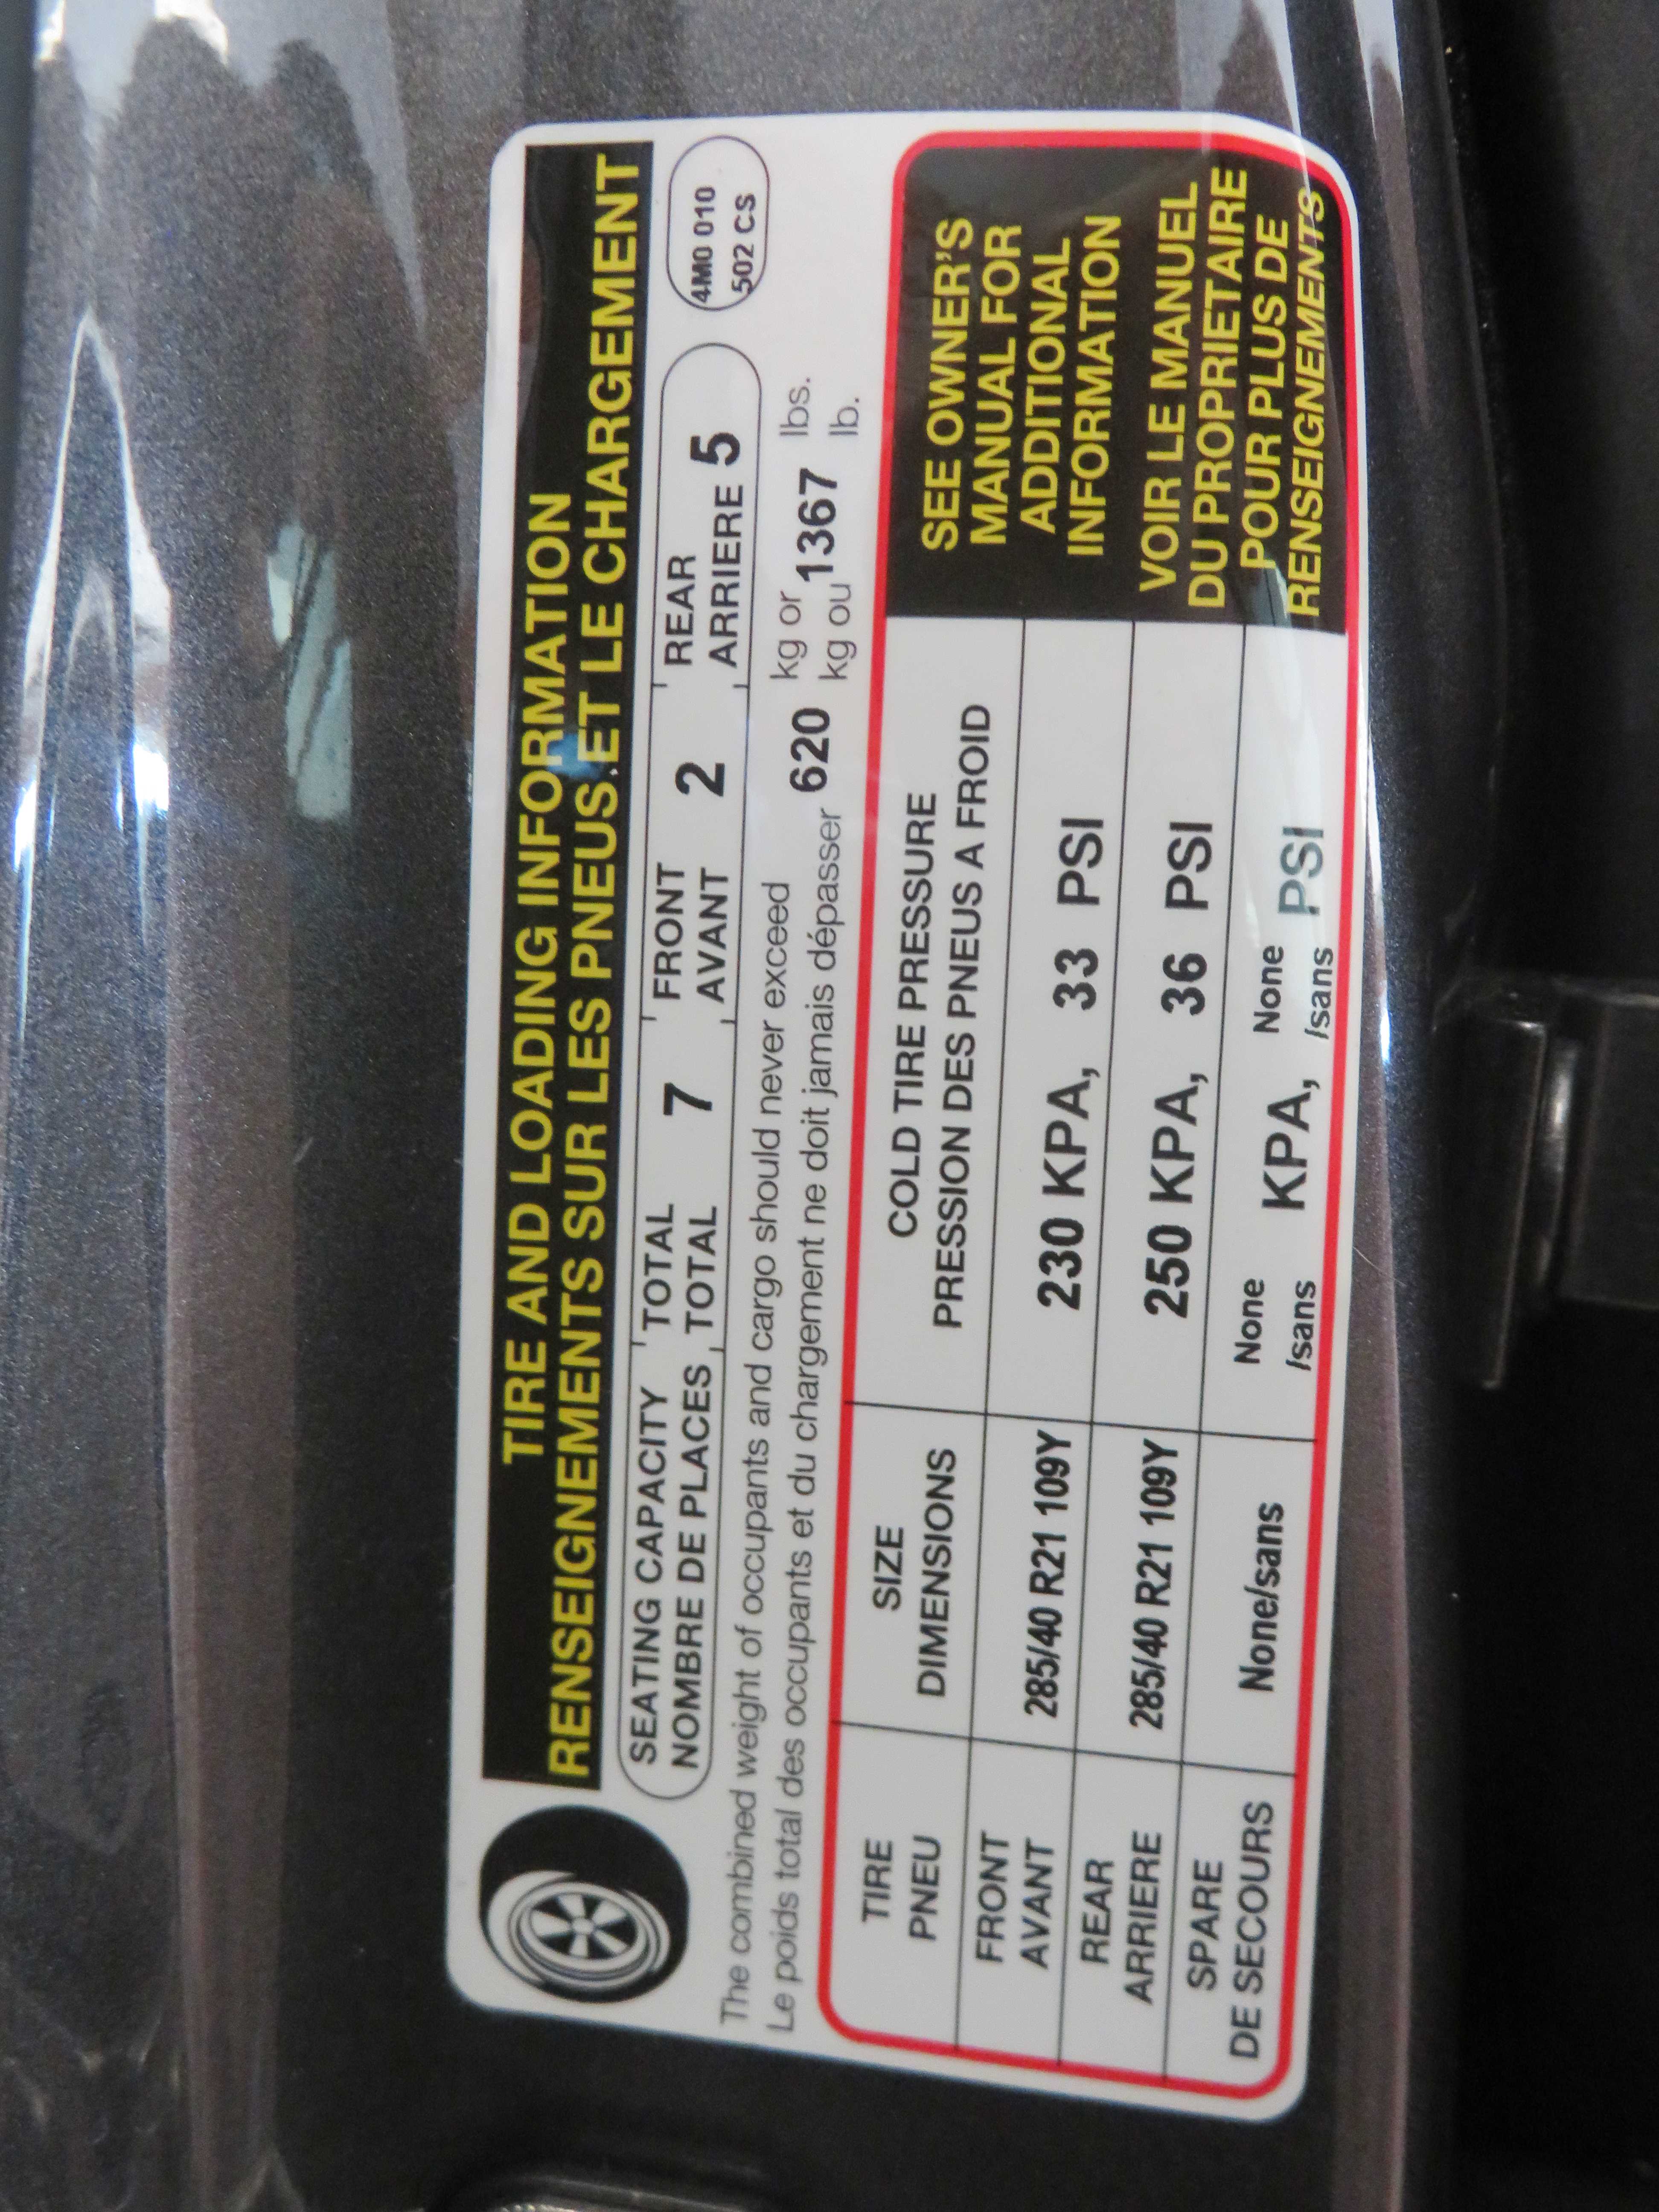 TIRE AND LOADING INFORMATION
RENSEIGNEMENTS SUR LES PNEUS.ET LE CHARGEMENT
SEATING CAPACITY TOTAL 7 FRONT 2 REAR 5
NOMBRE DE PLACES TOTAL AVANT ARRIERE
4M0 010
502 CS
The combined weight of occupants and cargo should never exceed 620 kg or 1367 lbs.
Le poids total des occupants et du chargement ne doit jamais dépasser kg ou lb.
TIRE SIZE COLD TIRE PRESSURE
PNEU DIMENSIONS PRESSION DES PNEUS A FROID
FRONT
AVANT
285/40 R21 109Y 230 KPA, 33 PSI
REAR
ARRIERE
285/40 R21 109Y 250 KPA, 36 PSI
SPARE
DE SECOURS
None/sans None /sans KPA, None /sans PSI
SEE OWNER'S
MANUAL FOR
ADDITIONAL
INFORMATION
VOIR LE MANUEL
DU PROPRIETAIRE
POUR PLUS DE
RENSEIGNEMENTS